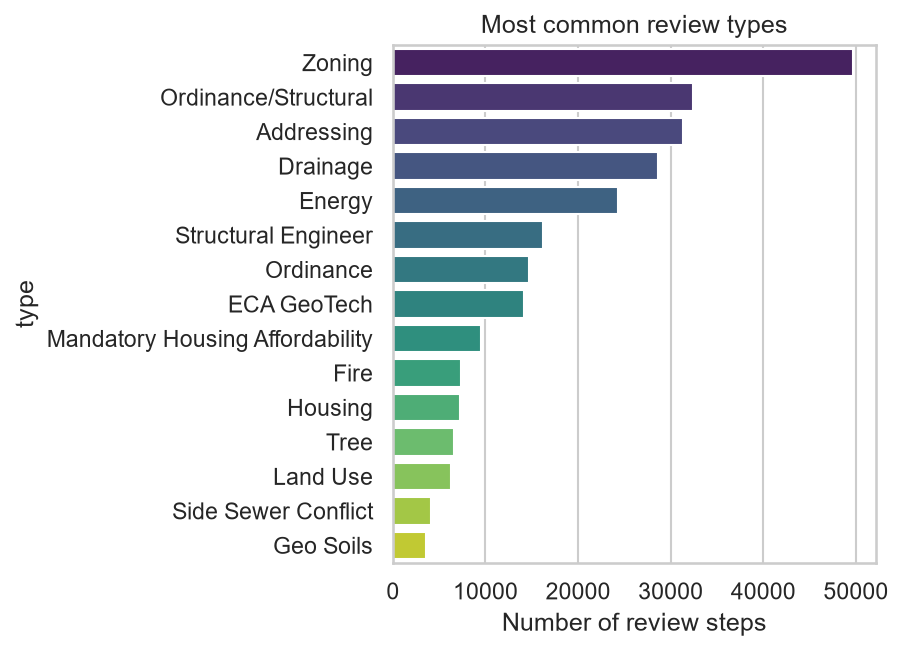 Most common review types
Zoning
Ordinance/Structural
Addressing
Drainage
Energy
Structural Engineer
Ordinance
ECA GeoTech
Mandatory Housing Affordability
Fire
Housing
Tree
Land Use
Side Sewer Conflict
Geo Soils
type
0 10000 20000 30000 40000 50000
Number of review steps